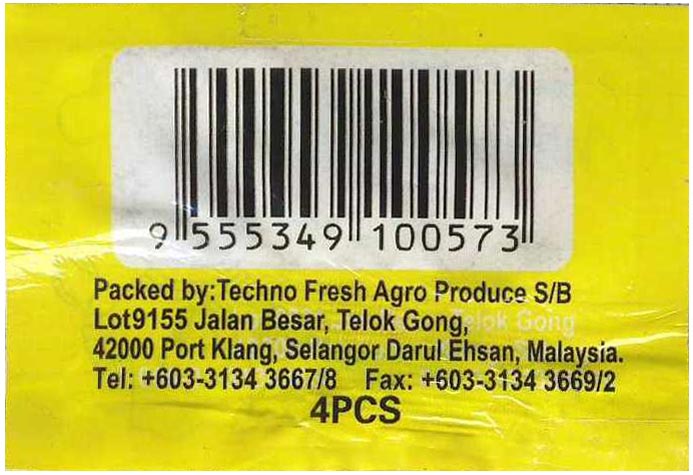 9 555349 100573
Packed by:Techno Fresh Agro Produce S/B
Lot9155 Jalan Besar, Telok Gong,
42000 Port Klang, Selangor Darul Ehsan, Malaysia.
Tel: +603-3134 3667/8 Fax: +603-3134 3669/2
4PCS